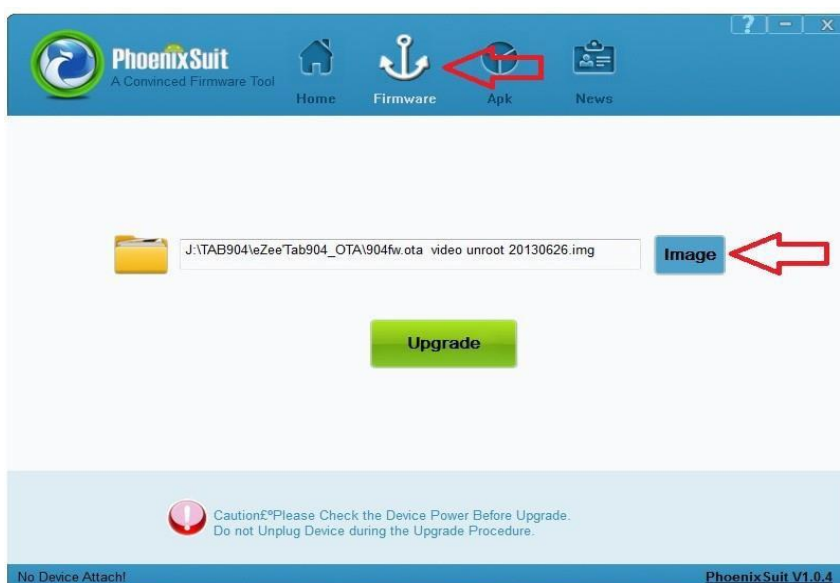 ? - x
PhoenixSuit
A Convinced Firmware Tool
Home Firmware Apk News
J:\TAB904\eZee'Tab904_OTA\904fw.ota video unroot 20130626.img
Image
Upgrade
Caution£ºPlease Check the Device Power Before Upgrade.
Do not Unplug Device during the Upgrade Procedure.
No Device Attach!
PhoenixSuit V1.0.4